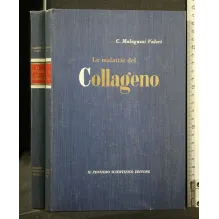 C. Malaguzzi Valeri
Le malattie del
Collageno
IL PENSIERO SCIENTIFICO EDITORE